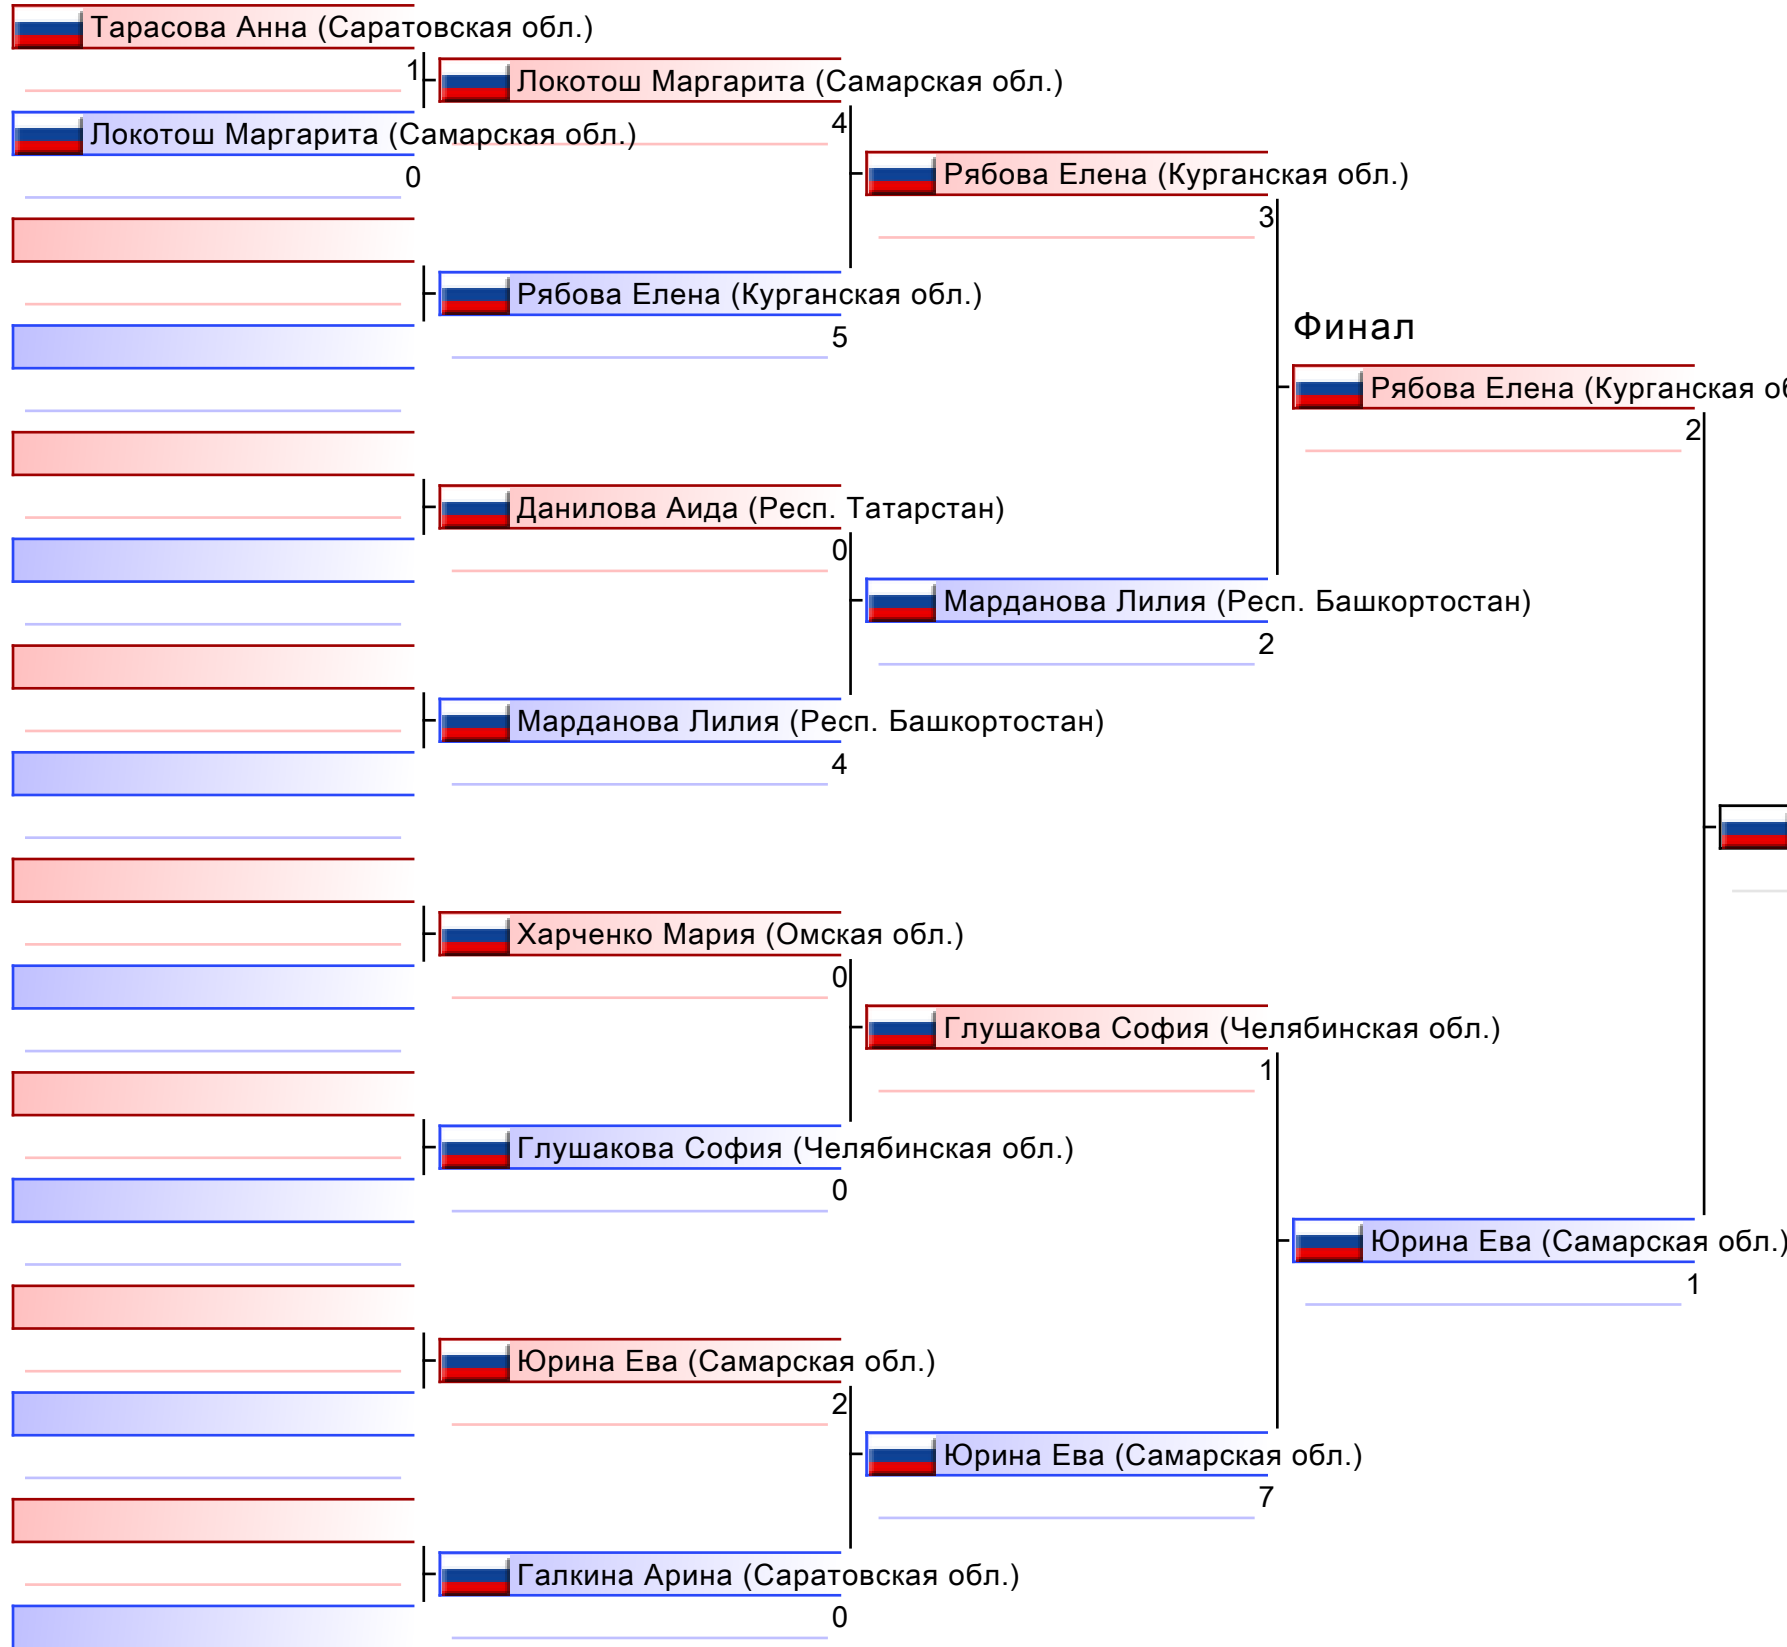 Тарасова Анна (Саратовская обл.)
1
Локотош Маргарита (Самарская обл.)
0
Локотош Маргарита (Самарская обл.)
4
Рябова Елена (Курганская обл.)
5
Данилова Аида (Респ. Татарстан)
0
Марданова Лилия (Респ. Башкортостан)
4
Харченко Мария (Омская обл.)
0
Глушакова София (Челябинская обл.)
0
Юрина Ева (Самарская обл.)
2
Галкина Арина (Саратовская обл.)
0
Рябова Елена (Курганская обл.)
3
Марданова Лилия (Респ. Башкортостан)
2
Глушакова София (Челябинская обл.)
1
Юрина Ева (Самарская обл.)
7
Финал
Рябова Елена (Курганская
2
Юрина Ева (Самарская обл.)
1